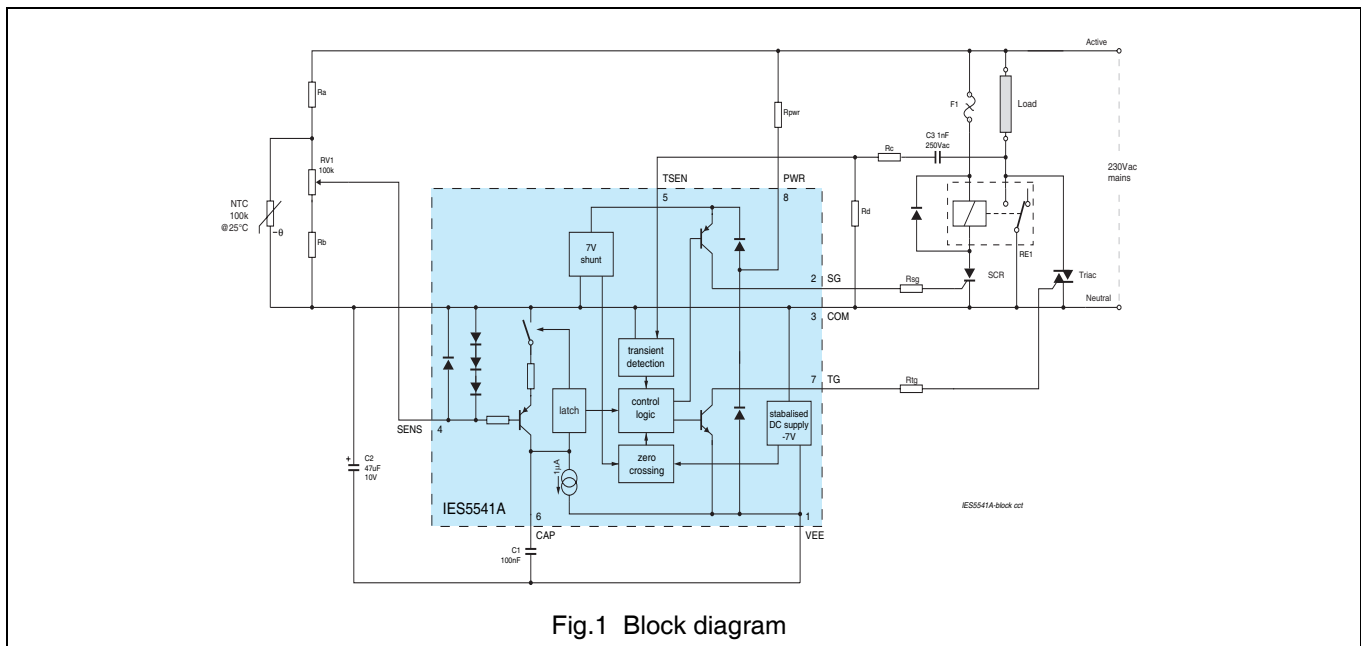 Active
Ra
F1
Load
Rpwr
C3 1nF
250Vac
Rc
RV1
100k
230Vac
mains
TSEN
PWR
5
8
NTC
100k
@25°C
-θ
Rd
Rb
7V
shunt
RE1
2
SG
Rsg
SCR
Triac
Neutral
3
COM
transient
detection
7
TG
Rtg
latch
control
logic
stabalised
DC supply
-7V
SENS
4
+
C2
47uF
10V
1µA
zero
crossing
IES5541A
IES5541A-block cct
6
1
CAP
VEE
C1
100nF
Fig.1 Block diagram